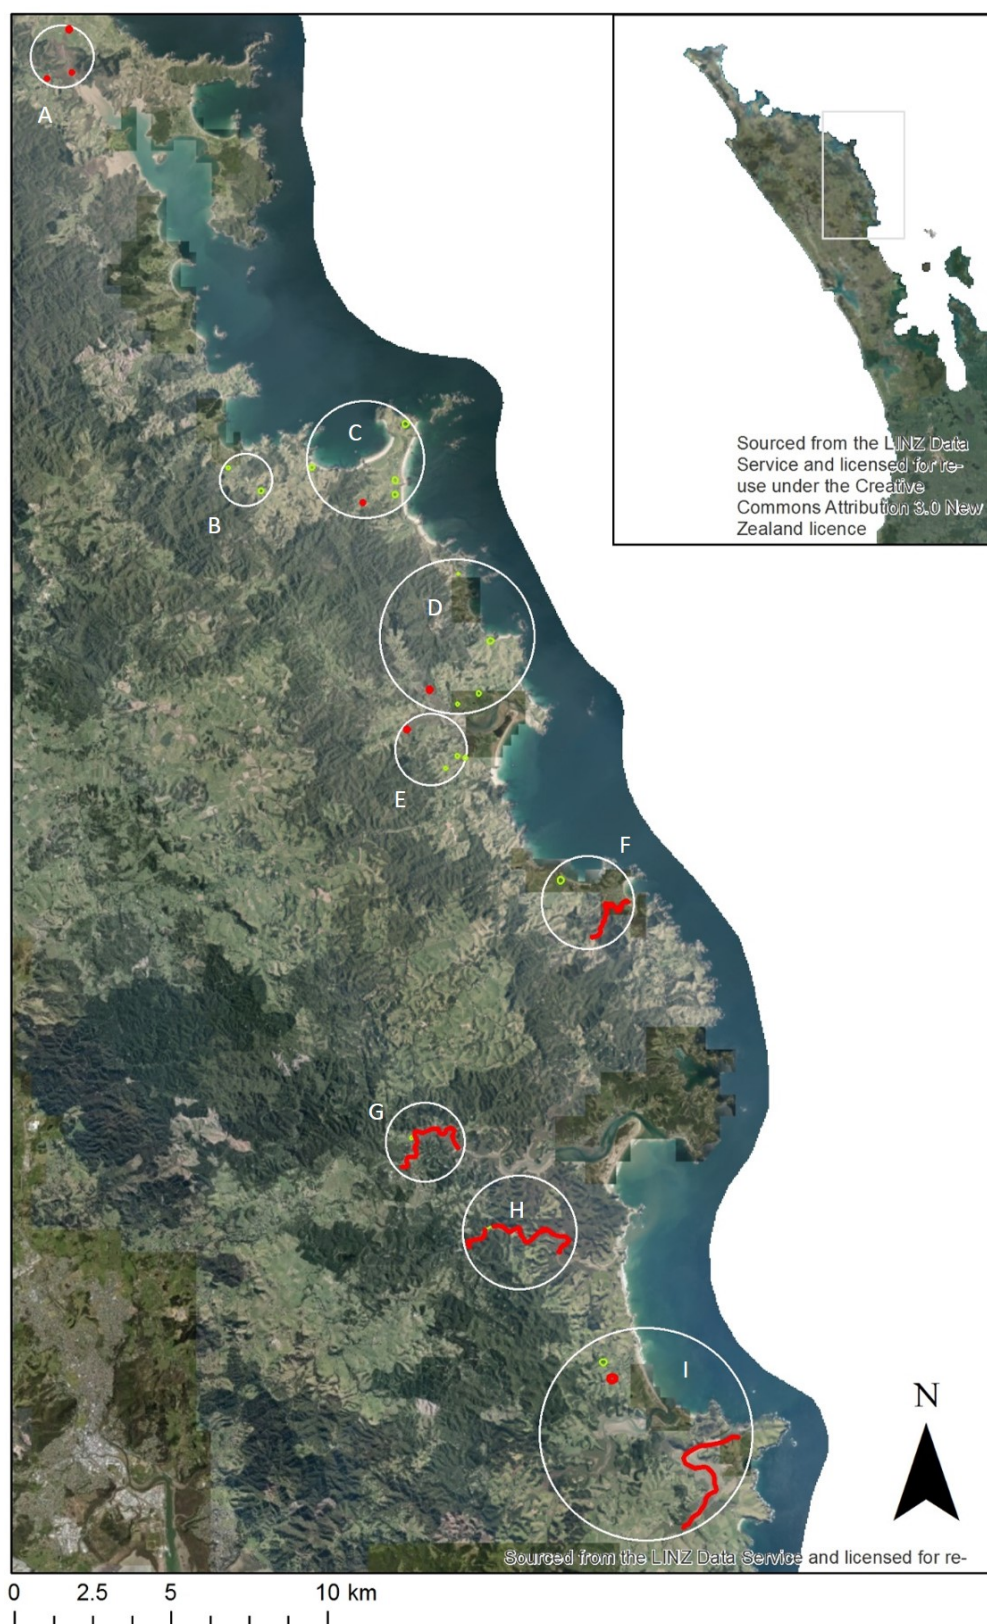 A
B
C
D
E
F
G
H
I
Sourced from the LINZ Data
Service and licensed for re-
use under the Creative
Commons Attribution 3.0 New
Zealand licence
N
Sourced from the LINZ Data Service and licensed for re-
0 2.5 5 10 km